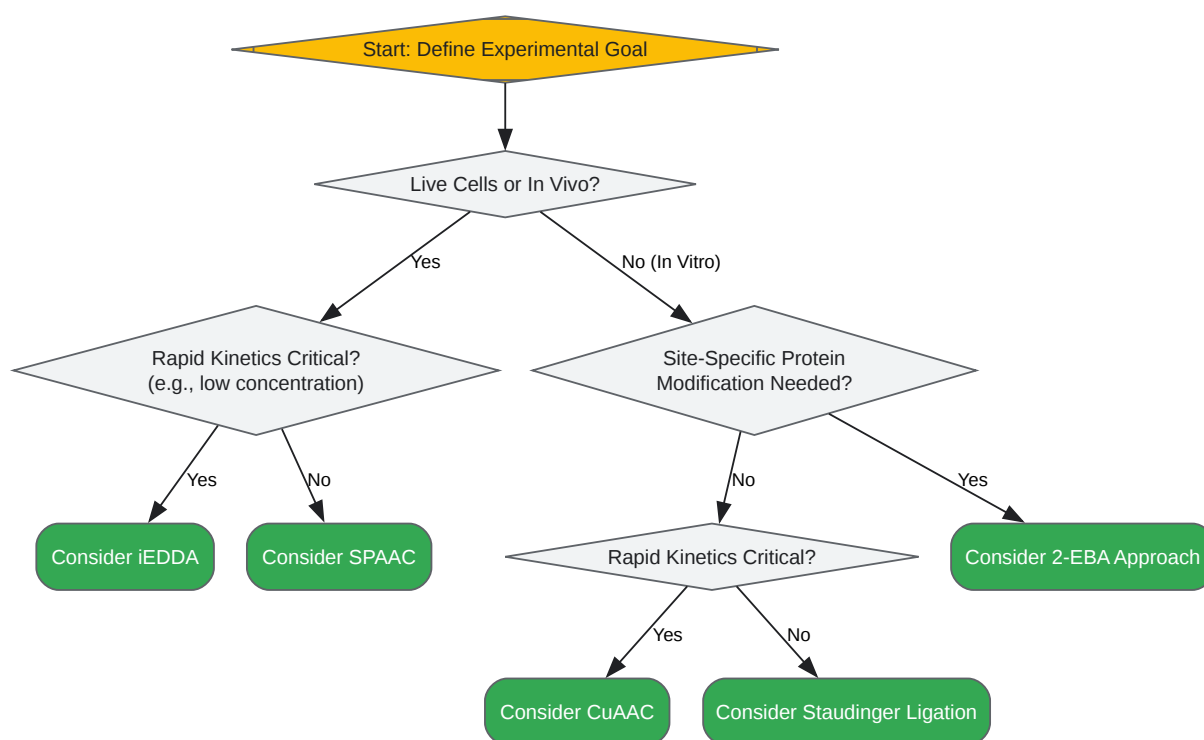 Start: Define Experimental Goal
Live Cells or In Vivo?
Yes
No (In Vitro)
Rapid Kinetics Critical?
(e.g., low concentration)
Site-Specific Protein
Modification Needed?
Yes
No
No
Yes
Consider iEDDA
Consider SPAAC
Rapid Kinetics Critical?
Consider 2-EBA Approach
Yes
No
Consider CuAAC
Consider Staudinger Ligation